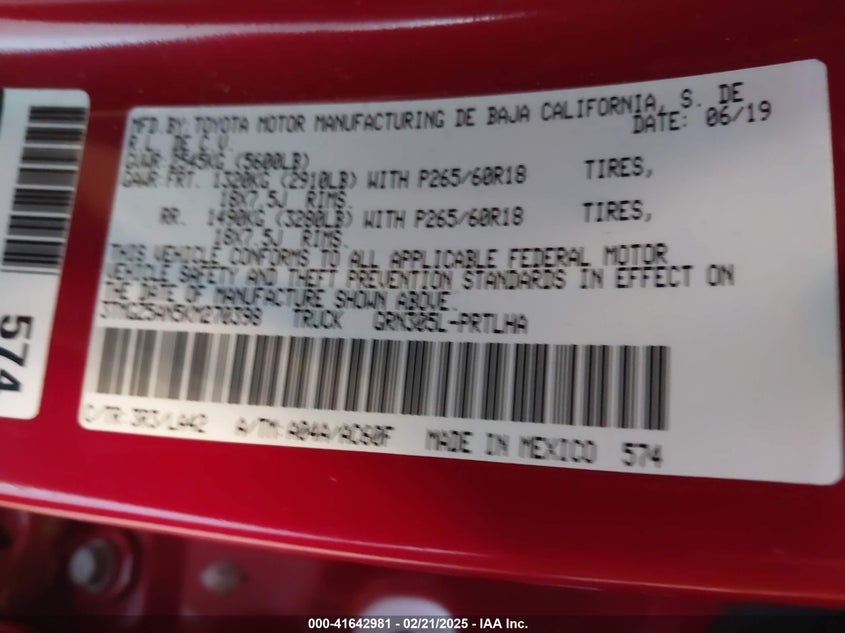 MFD.BY:TOYOTA MOTOR MANUFACTURING DE BAJA CALIFORNIA, S. DE
R.L. DE C.V. DATE: 06/19
GVWR 2545KG (5600LB)
GAWR FRT. 1320KG (2910LB) WITH P265/60R18 TIRES,
18X7.5J RIMS.
RR. 1490KG (3280LB) WITH P265/60R18 TIRES,
18X7.5J RIMS.
THIS VEHICLE CONFORMS TO ALL APPLICABLE FEDERAL MOTOR
VEHICLE SAFETY AND THEFT PREVENTION STANDARDS IN EFFECT ON
THE DATE OF MANUFACTURE SHOWN ABOVE.
3TMGZ5AN5KM270398 TRUCK GRN305L-PRTLHA
C/TR:3R3/LA42 A/TM:A04A/AC60F MADE IN MEXICO 574
574
000-41642981 / 02/21/2025 - IAA Inc.